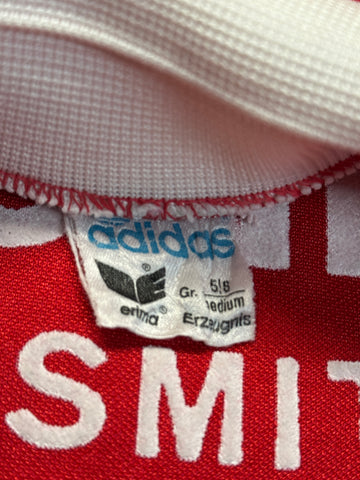 adidas
® ®
Gr. 5/6
erima medium
Erzeugnis
SMIT